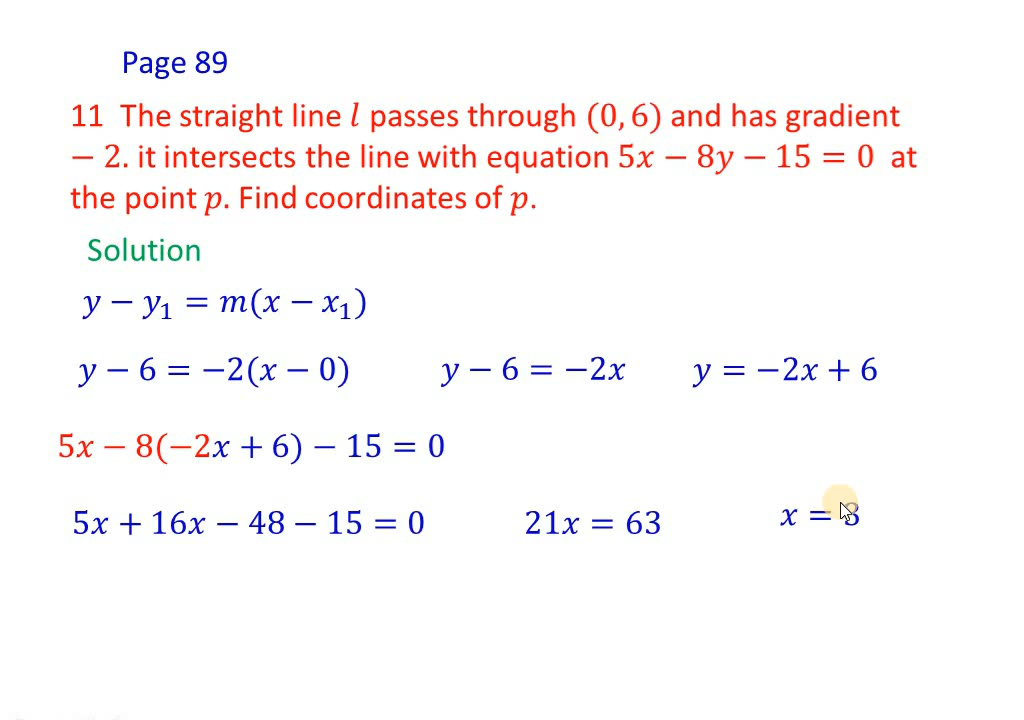 Page 89
11 The straight line l passes through (0, 6) and has gradient
− 2. it intersects the line with equation 5x − 8y − 15 = 0 at
the point p. Find coordinates of p.
Solution
y − y₁ = m(x − x₁)
y − 6 = −2(x − 0) y − 6 = −2x y = −2x + 6
5x − 8(−2x + 6) − 15 = 0
5x + 16x − 48 − 15 = 0 21x = 63 x = 3